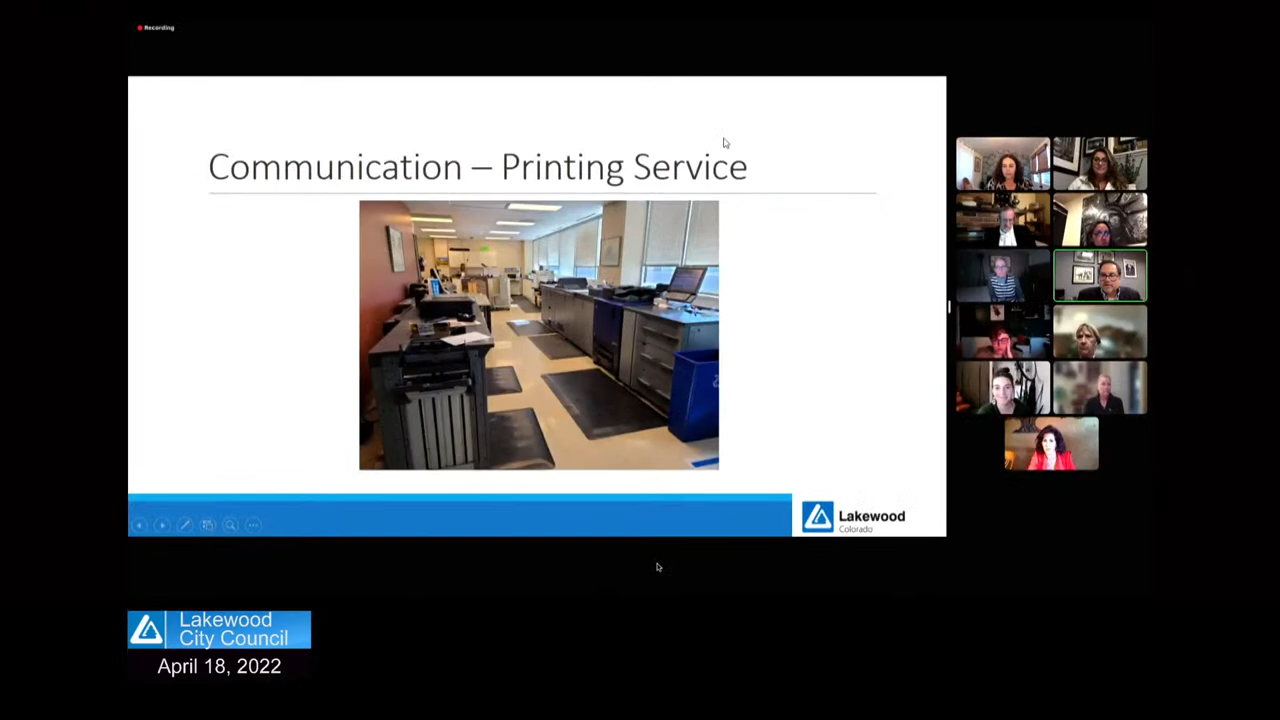 Recording
Communication – Printing Service
Lakewood
Colorado
Lakewood
City Council
April 18, 2022